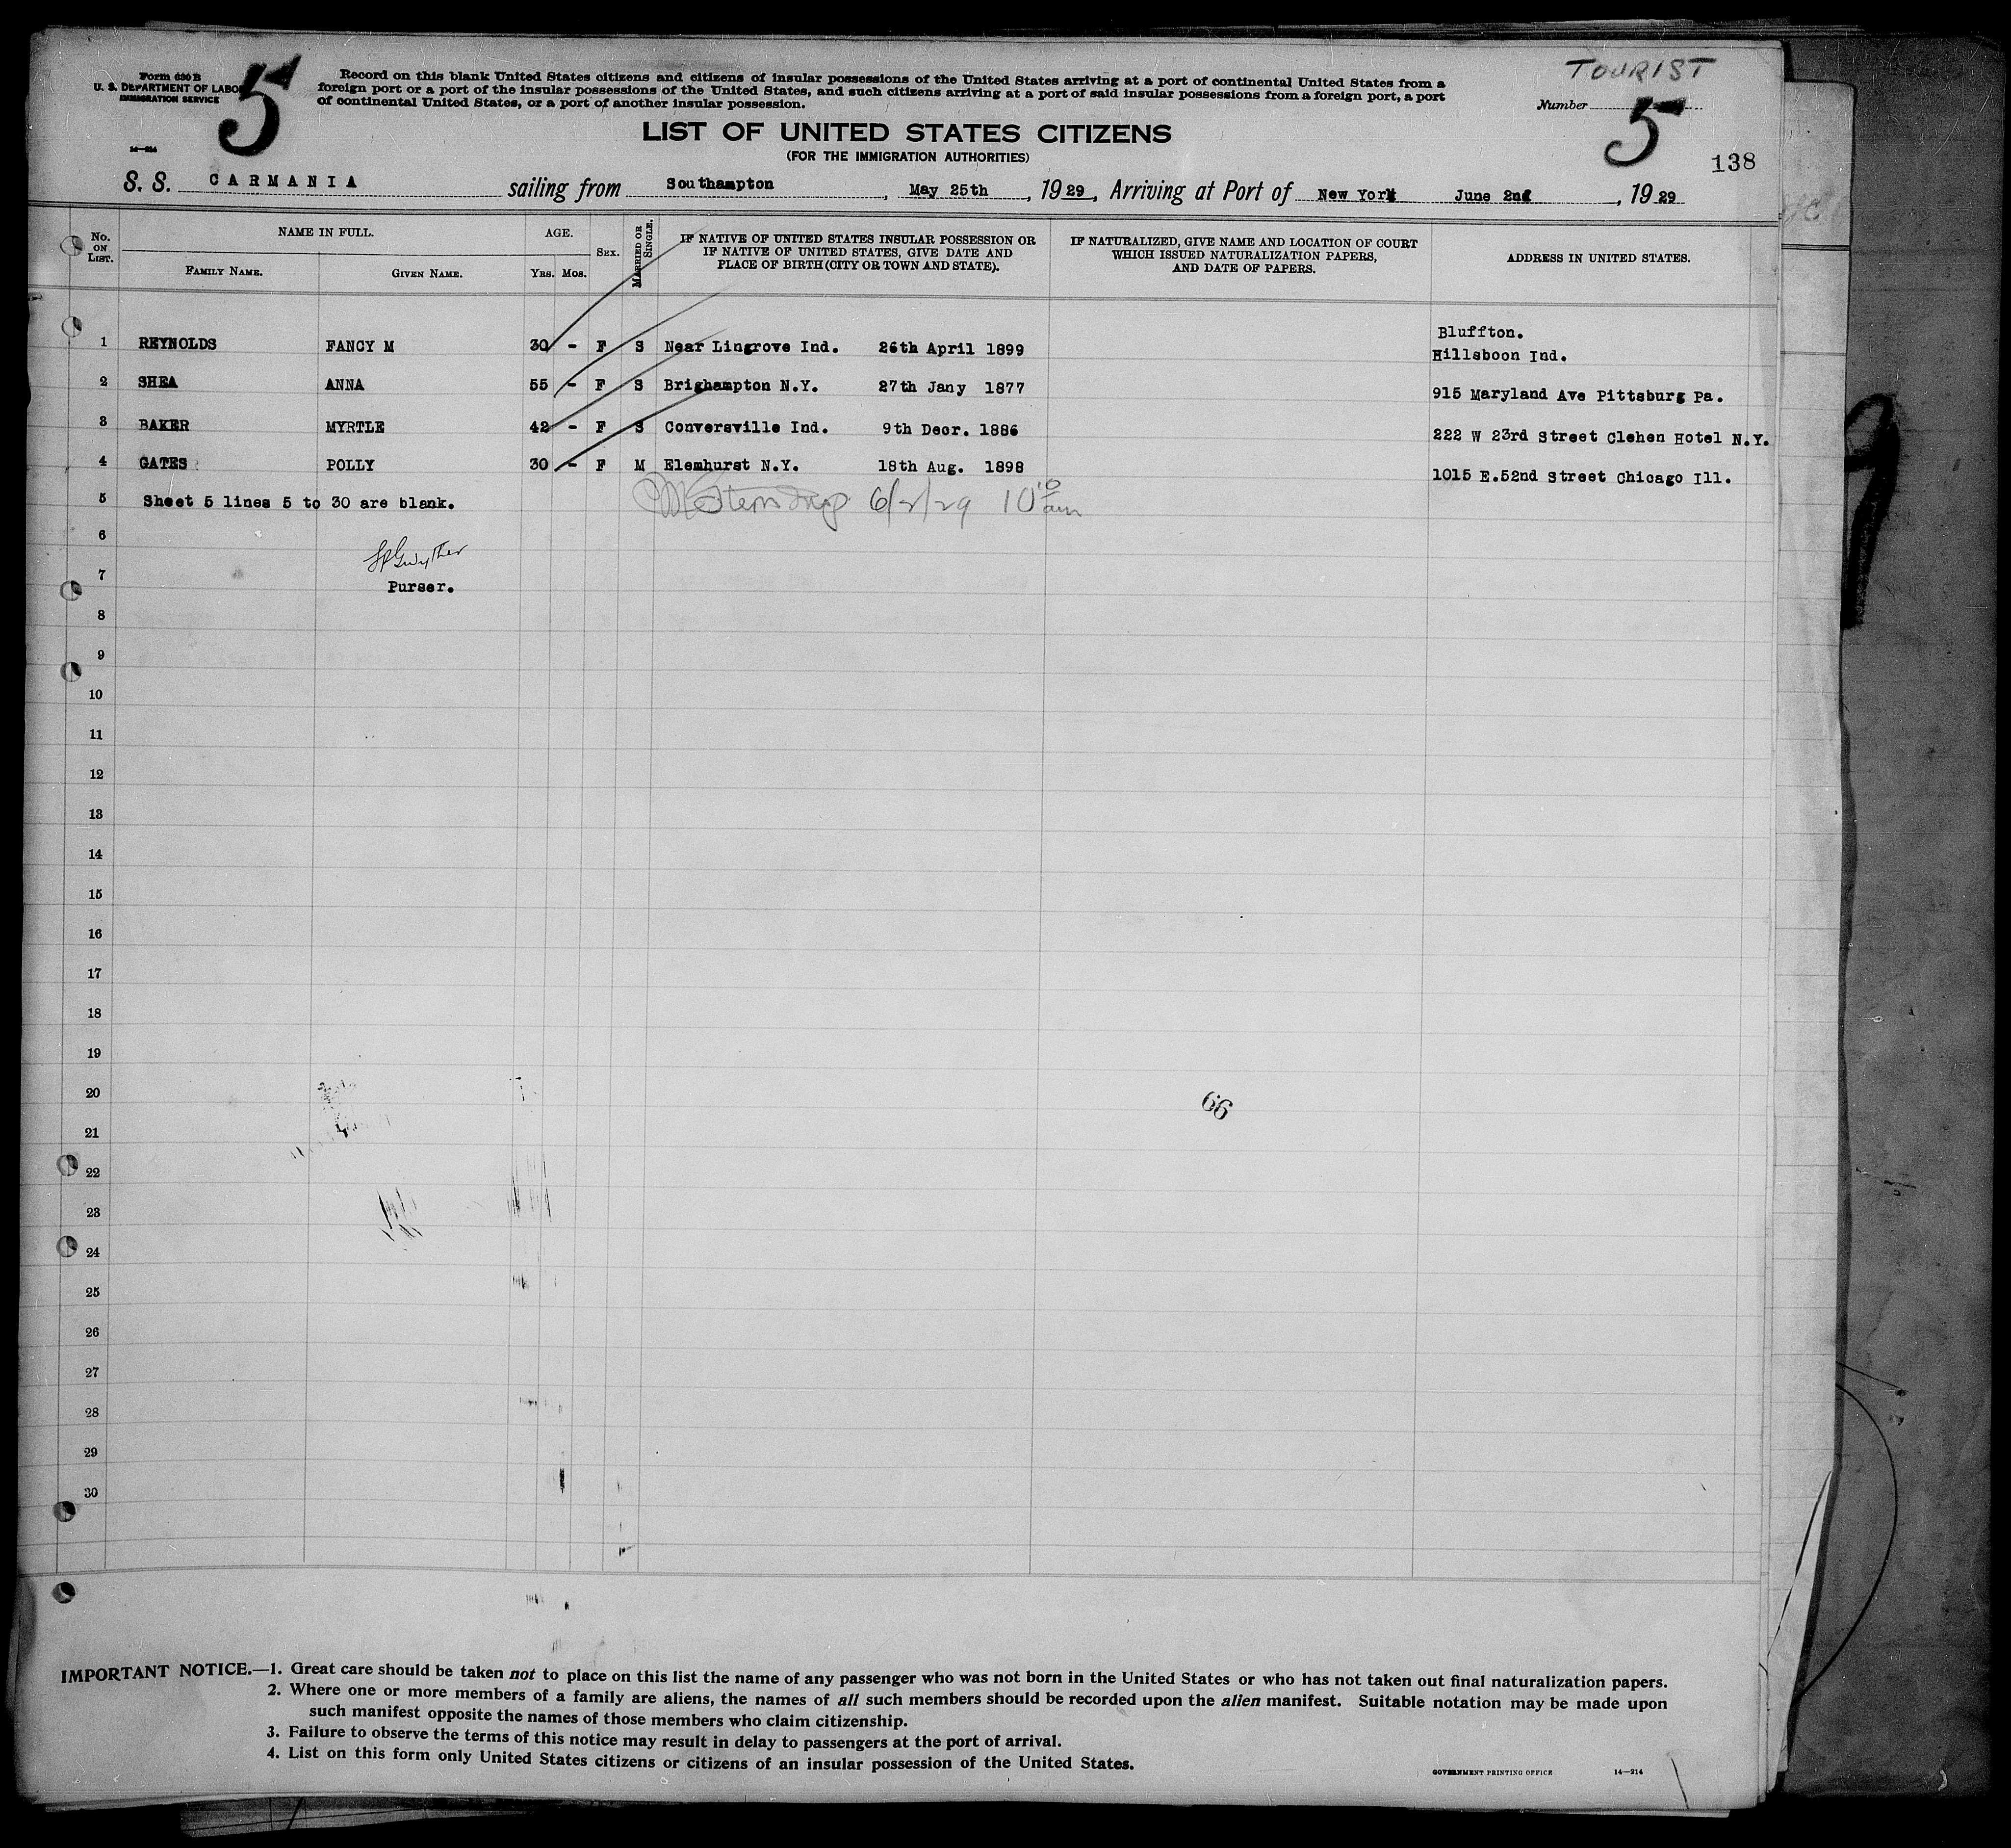 Form 630 B
U. S. DEPARTMENT OF LABOR
IMMIGRATION SERVICE
14—214
5
Record on this blank United States citizens and citizens of insular possessions of the United States arriving at a port of continental United States from a
foreign port or a port of the insular possessions of the United States, and such citizens arriving at a port of said insular possessions from a foreign port, a port
of continental United States, or a port of another insular possession.
TOURIST
Number
5
138
LIST OF UNITED STATES CITIZENS
(FOR THE IMMIGRATION AUTHORITIES)
S. S. CARMANIA sailing from Southampton, May 25th, 1929, Arriving at Port of New York June 2nd, 1929
No. ON LIST. NAME IN FULL. FAMILY NAME. GIVEN NAME. AGE. YRS. MOS. SEX. MARRIED OR SINGLE.
IF NATIVE OF UNITED STATES INSULAR POSSESSION OR
IF NATIVE OF UNITED STATES, GIVE DATE AND
PLACE OF BIRTH (CITY OR TOWN AND STATE).
IF NATURALIZED, GIVE NAME AND LOCATION OF COURT
WHICH ISSUED NATURALIZATION PAPERS,
AND DATE OF PAPERS.
ADDRESS IN UNITED STATES.
Bluffton.
1 REYNOLDS FANCY M 30 - F S Near Lingrove Ind. 26th April 1899 Hillsboon Ind.
2 SHEA ANNA 55 - F S Brighampton N.Y. 27th Jany 1877 915 Maryland Ave Pittsburg Pa.
3 BAKER MYRTLE 42 - F S Conversville Ind. 9th Decr. 1886 222 W 23rd Street Clehen Hotel N.Y.
4 GATES POLLY 30 - F M Elemhurst N.Y. 18th Aug. 1898 1015 E.52nd Street Chicago Ill.
5 Sheet 5 lines 5 to 30 are blank. 6/2/29 10 10 am
6
7 Purser.
8
9
10
11
12
13
14
15
16
17
18
19
20
66
21
22
23
24
25
26
27
28
29
30
IMPORTANT NOTICE.—1. Great care should be taken not to place on this list the name of any passenger who was not born in the United States or who has not taken out final naturalization papers.
2. Where one or more members of a family are aliens, the names of all such members should be recorded upon the alien manifest. Suitable notation may be made upon
such manifest opposite the names of those members who claim citizenship.
3. Failure to observe the terms of this notice may result in delay to passengers at the port of arrival.
4. List on this form only United States citizens or citizens of an insular possession of the United States.
GOVERNMENT PRINTING OFFICE 14—214